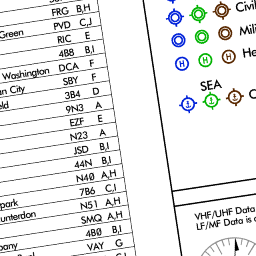 FRG B,H
Green PVD C,J
RIC E
4B8 B,I
Washington DCA F
n City SBY F
eld 3B4 D
9N3 A
EZF E
N23 A
JSD B,I
44N B,I
N40 A,H
7B6 C,I
park N51 A,H
unterdon SMQ A,H
4B0 B,I
pany VAY G
Civil
Mili
H H H He
SEA
C
VHF/UHF Data
LF/MF Data is